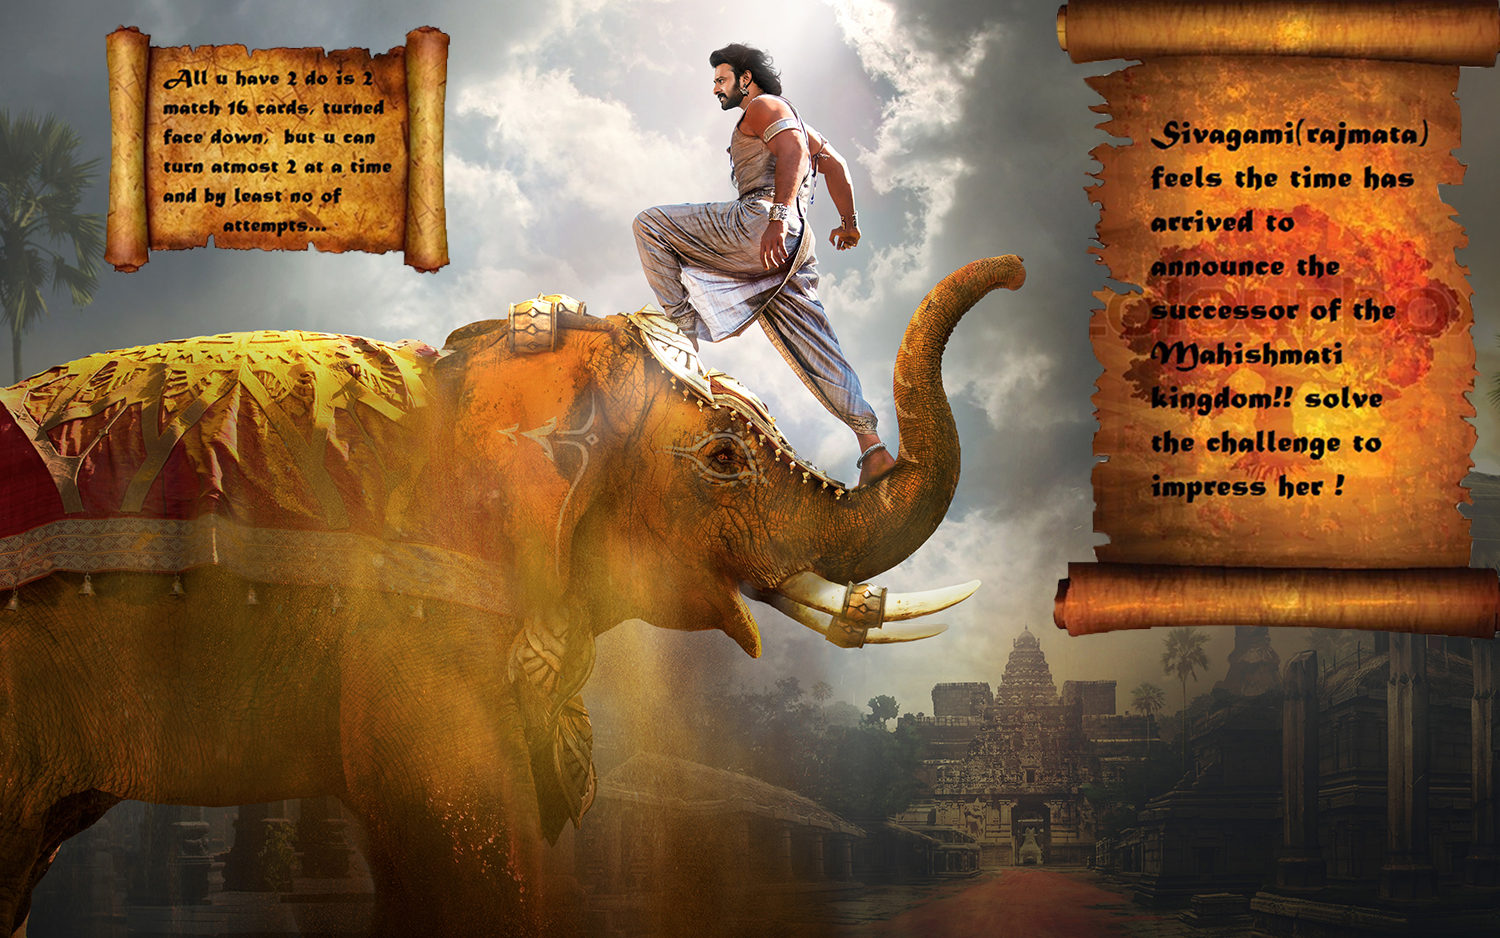 All u have 2 do is 2
match 16 cards, turned
face down, but u can
turn atmost 2 at a time
and by least no of
attempts...
Sivagami(rajmata)
feels the time has
arrived to
announce the
successor of the
Mahishmati
kingdom!! solve
the challenge to
impress her !